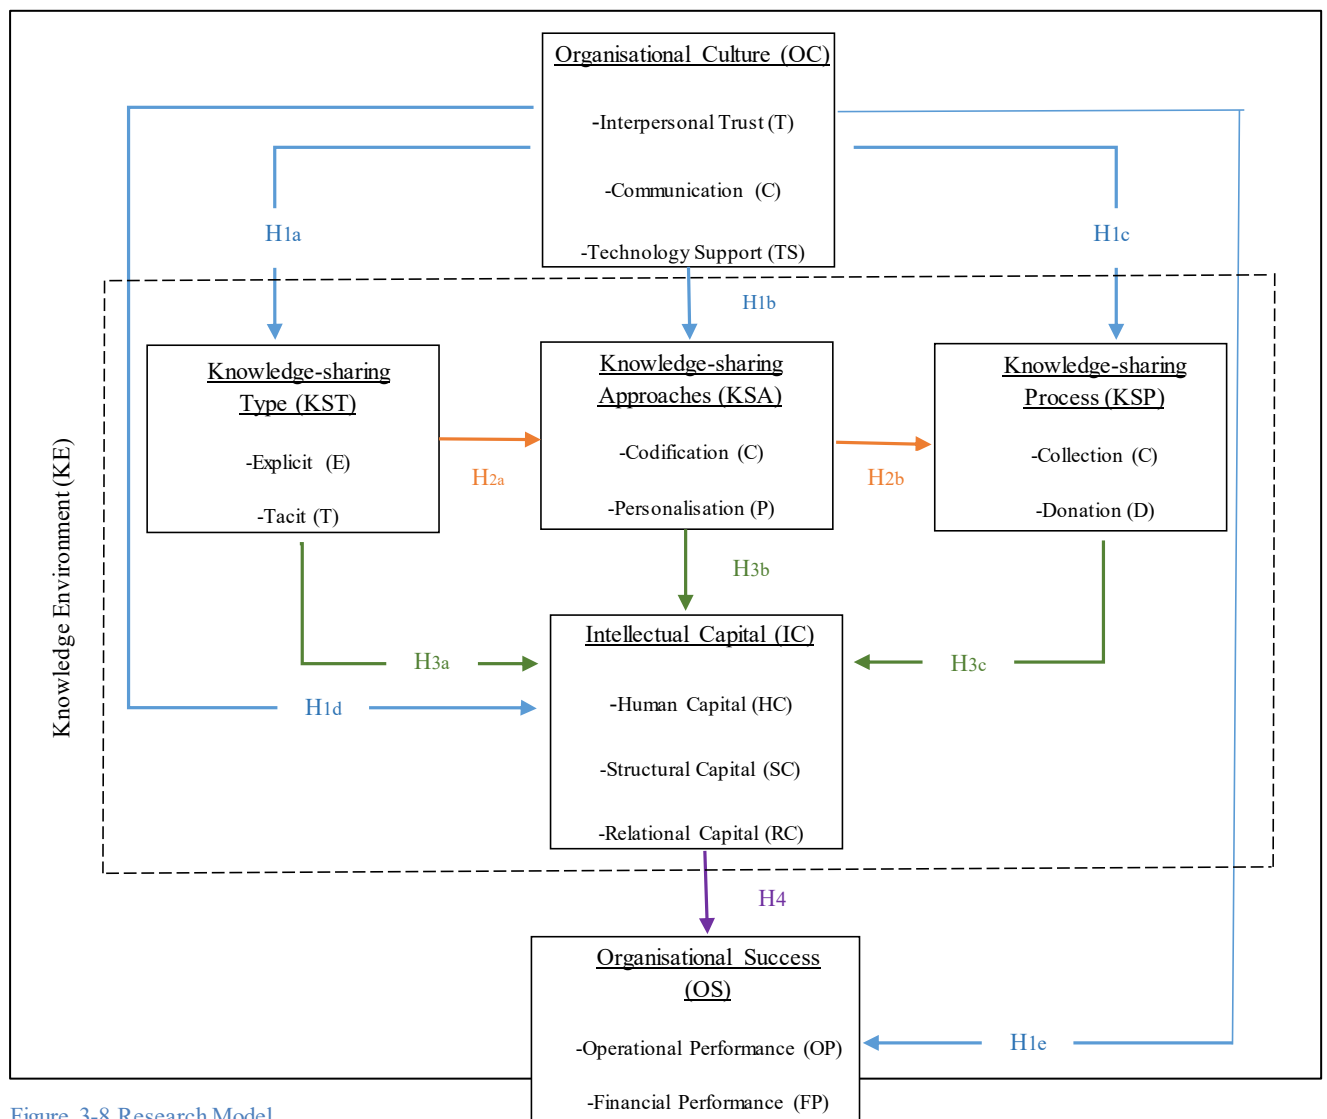 Organisational Culture (OC)
-Interpersonal Trust (T)
-Communication (C)
-Technology Support (TS)
H1a
H1c
H1b
Knowledge Environment (KE)
Knowledge-sharing
Type (KST)
-Explicit (E)
-Tacit (T)
Knowledge-sharing
Approaches (KSA)
-Codification (C)
-Personalisation (P)
Knowledge-sharing
Process (KSP)
-Collection (C)
-Donation (D)
H2a
H2b
H3b
H3a
H3c
H1d
Intellectual Capital (IC)
-Human Capital (HC)
-Structural Capital (SC)
-Relational Capital (RC)
H4
Organisational Success
(OS)
-Operational Performance (OP)
-Financial Performance (FP)
H1e
Figure 3-8 Research Model